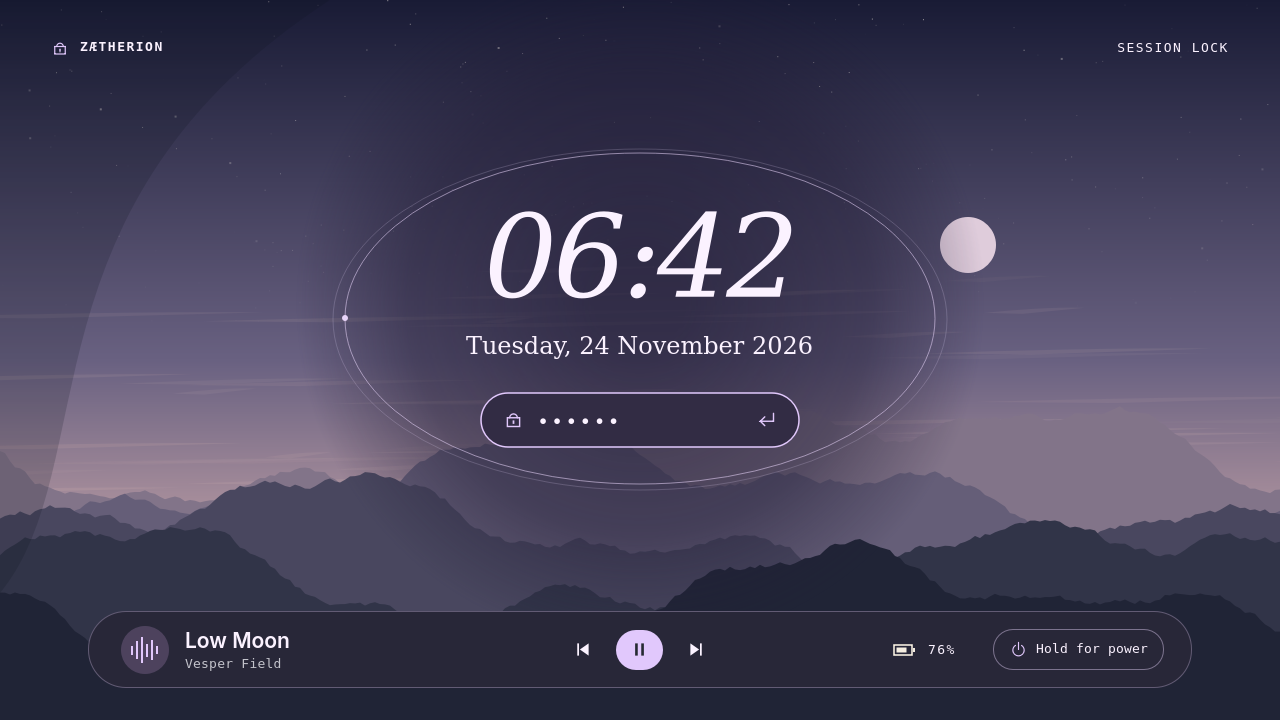 ZÆTHERION
SESSION LOCK
06:42
Tuesday, 24 November 2026
Low Moon
Vesper Field
76%
Hold for power